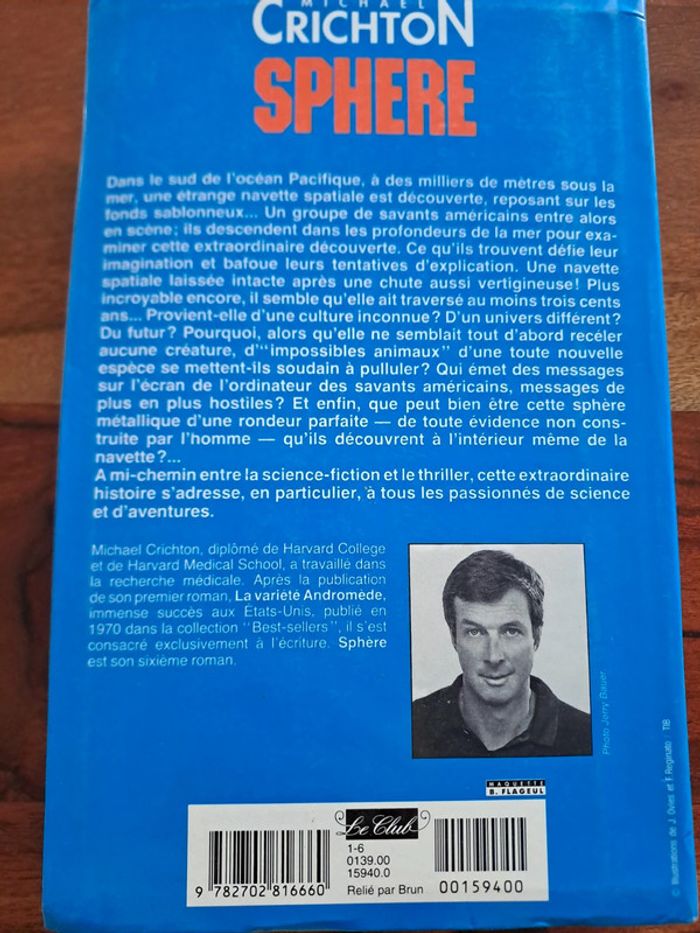 MICHAEL
CRICHTON
SPHERE
Dans le sud de l'océan Pacifique, à des milliers de mètres sous la
mer, une étrange navette spatiale est découverte, reposant sur les
fonds sablonneux... Un groupe de savants américains entre alors
en scène; ils descendent dans les profondeurs de la mer pour exa-
miner cette extraordinaire découverte. Ce qu'ils trouvent défie leur
imagination et bafoue leurs tentatives d'explication. Une navette
spatiale laissée intacte après une chute aussi vertigineuse! Plus
incroyable encore, il semble qu'elle ait traversé au moins trois cents
ans... Provient-elle d'une culture inconnue? D'un univers différent?
Du futur? Pourquoi, alors qu'elle ne semblait tout d'abord recéler
aucune créature, d'"impossibles animaux" d'une toute nouvelle
espèce se mettent-ils soudain à pulluler? Qui émet des messages
sur l'écran de l'ordinateur des savants américains, messages de
plus en plus hostiles? Et enfin, que peut bien être cette sphère
métallique d'une rondeur parfaite — de toute évidence non cons-
truite par l'homme — qu'ils découvrent à l'intérieur même de la
navette?...
A mi-chemin entre la science-fiction et le thriller, cette extraordinaire
histoire s'adresse, en particulier, à tous les passionnés de science
et d'aventures.
Michael Crichton, diplômé de Harvard College
et de Harvard Medical School, a travaillé dans
la recherche médicale. Après la publication
de son premier roman, La variété Andromède,
immense succès aux États-Unis, publié en
1970 dans la collection "Best-sellers", il s'est
consacré exclusivement à l'écriture. Sphère
est son sixième roman.
Photo Jerry Bauer
© Illustrations de J. Ovies et T. Reginato / TIB
MAQUETTE
B. FLAGEUL
Le Club
1-6
0139.00
15940.0
Relié par Brun
9 782702 816660
00159400